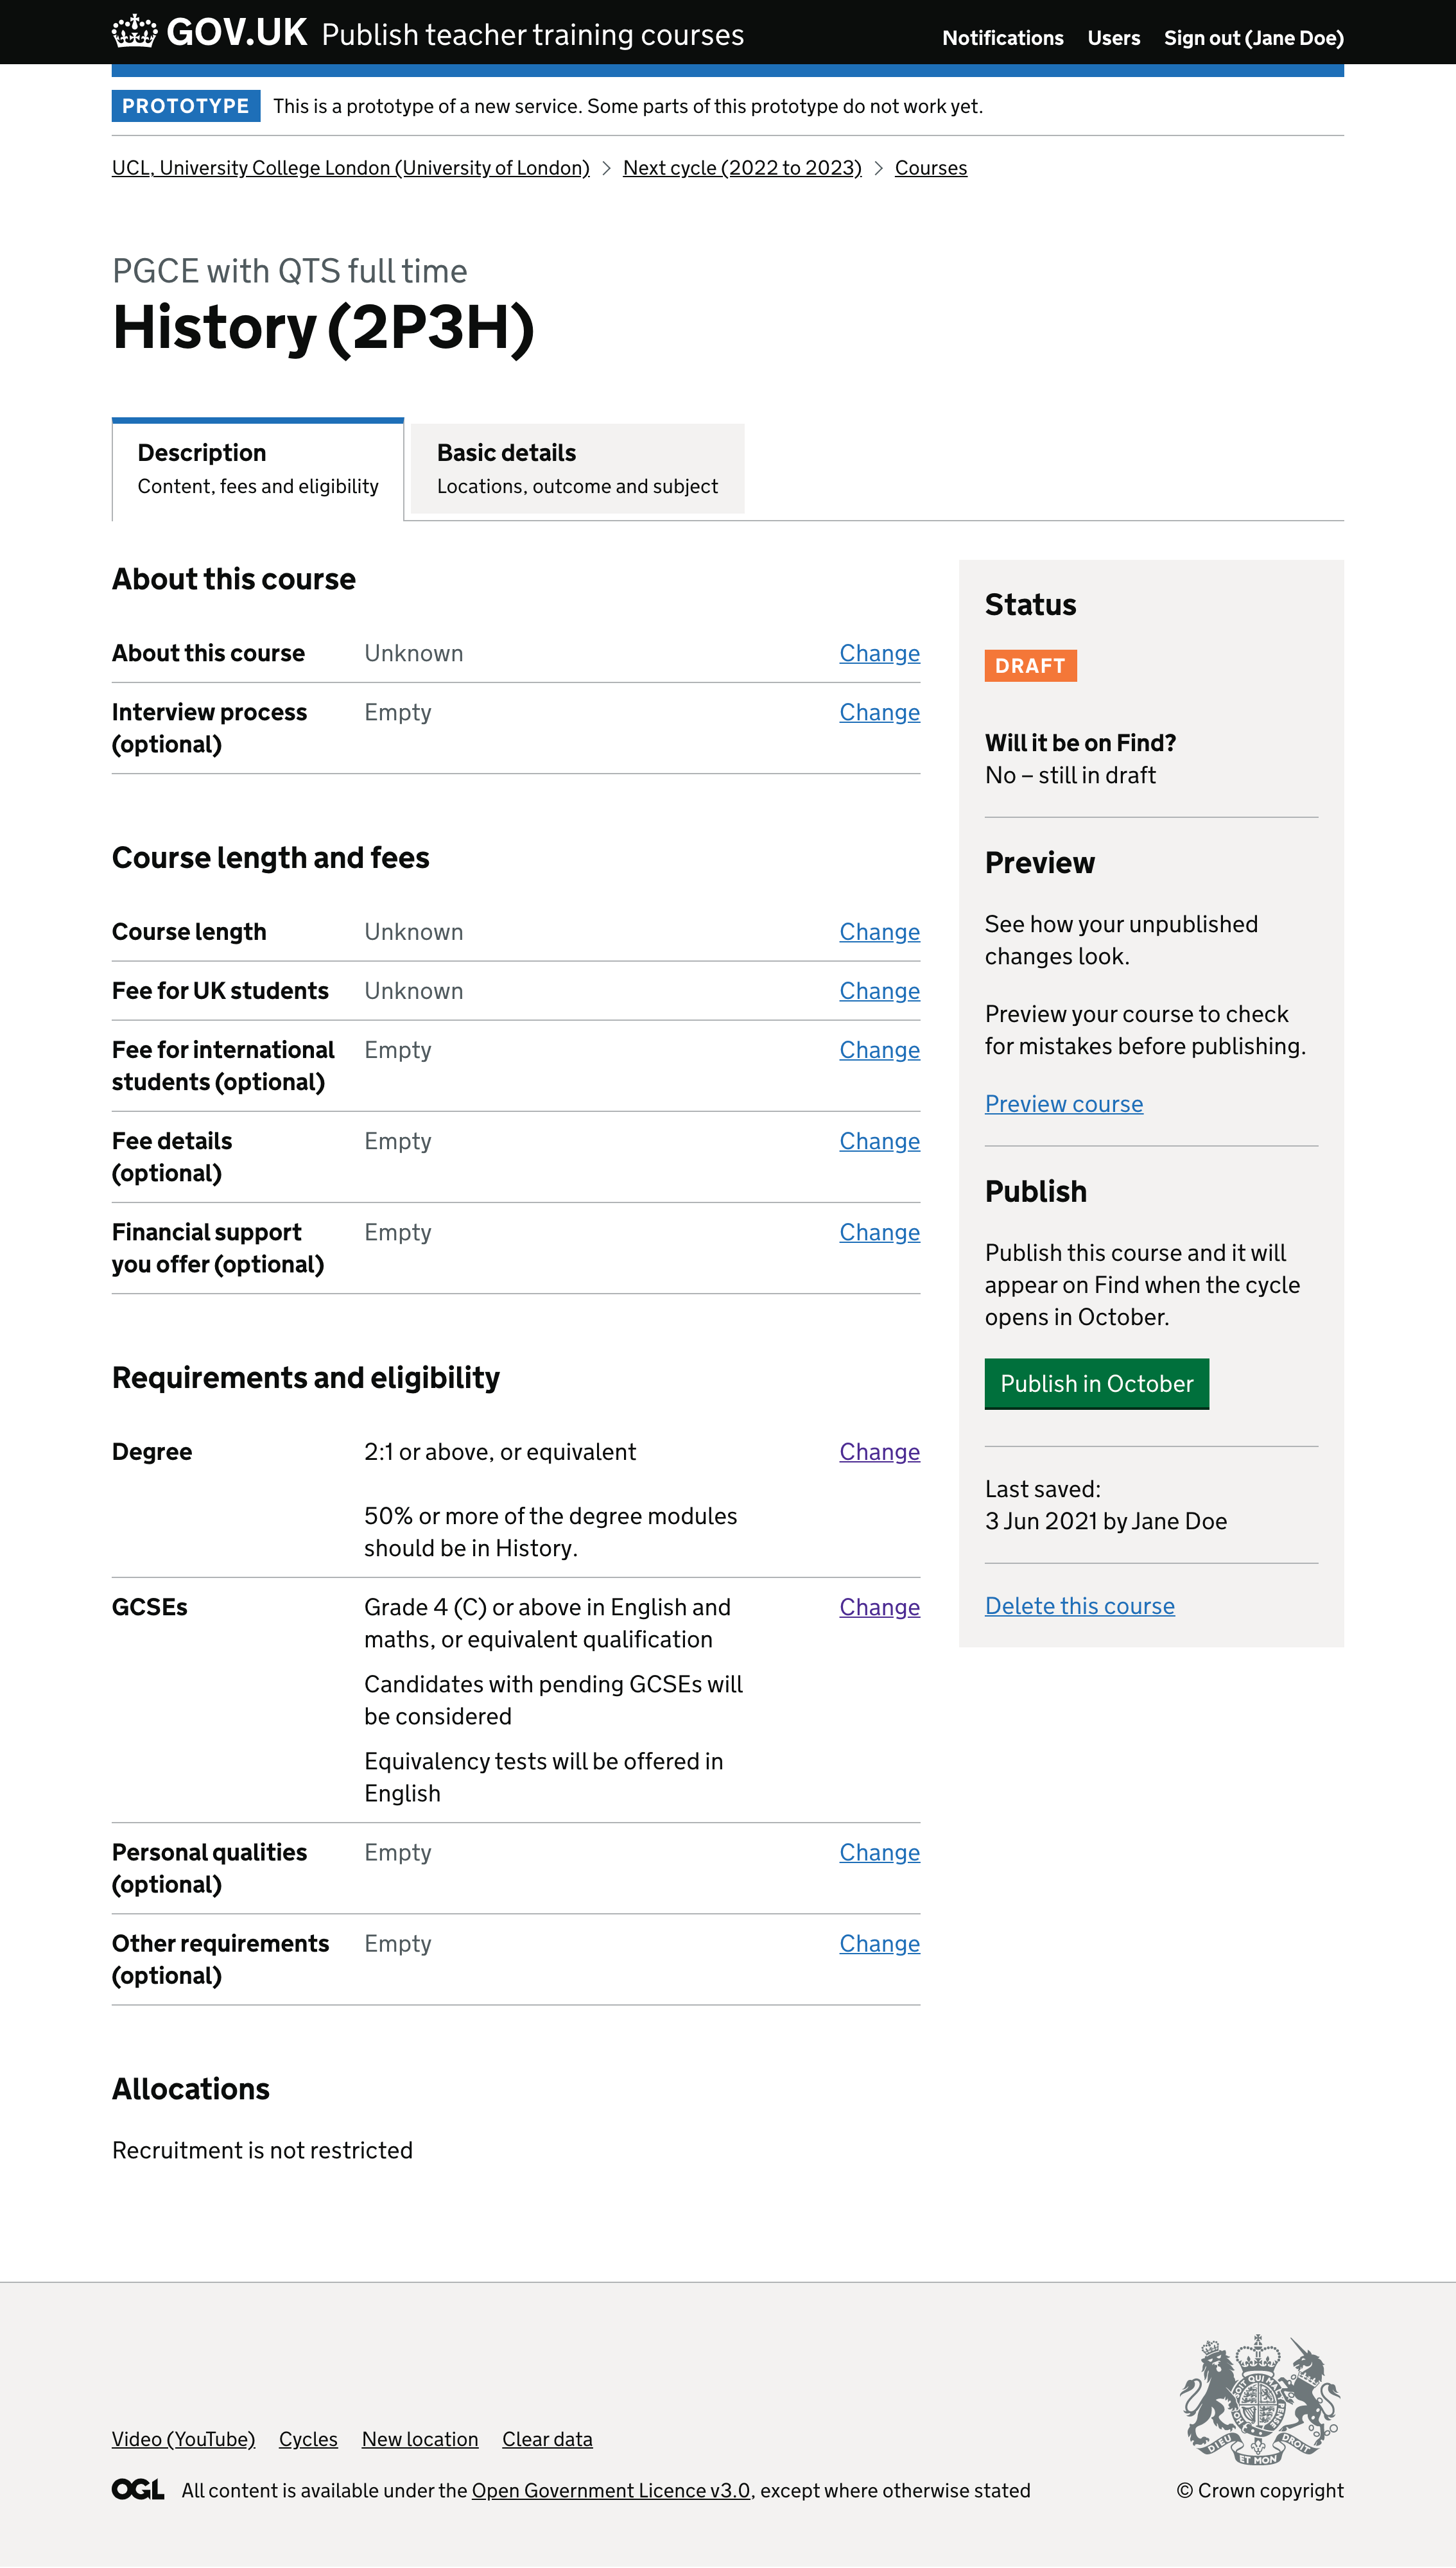 GOV.UK Publish teacher training courses
Notifications Users Sign out (Jane Doe)
PROTOTYPE This is a prototype of a new service. Some parts of this prototype do not work yet.
UCL, University College London (University of London) > Next cycle (2022 to 2023) > Courses
PGCE with QTS full time
History (2P3H)
Description
Content, fees and eligibility
Basic details
Locations, outcome and subject
About this course
About this course Unknown Change
Interview process Empty Change
(optional)
Course length and fees
Course length Unknown Change
Fee for UK students Unknown Change
Fee for international Empty Change
students (optional)
Fee details Empty Change
(optional)
Financial support Empty Change
you offer (optional)
Requirements and eligibility
Degree 2:1 or above, or equivalent Change
50% or more of the degree modules
should be in History.
GCSEs Grade 4 (C) or above in English and Change
maths, or equivalent qualification
Candidates with pending GCSEs will
be considered
Equivalency tests will be offered in
English
Personal qualities Empty Change
(optional)
Other requirements Empty Change
(optional)
Allocations
Recruitment is not restricted
Status
DRAFT
Will it be on Find?
No – still in draft
Preview
See how your unpublished
changes look.
Preview your course to check
for mistakes before publishing.
Preview course
Publish
Publish this course and it will
appear on Find when the cycle
opens in October.
Publish in October
Last saved:
3 Jun 2021 by Jane Doe
Delete this course
Video (YouTube) Cycles New location Clear data
OGL All content is available under the Open Government Licence v3.0, except where otherwise stated
DIEU ET MON DROIT
© Crown copyright